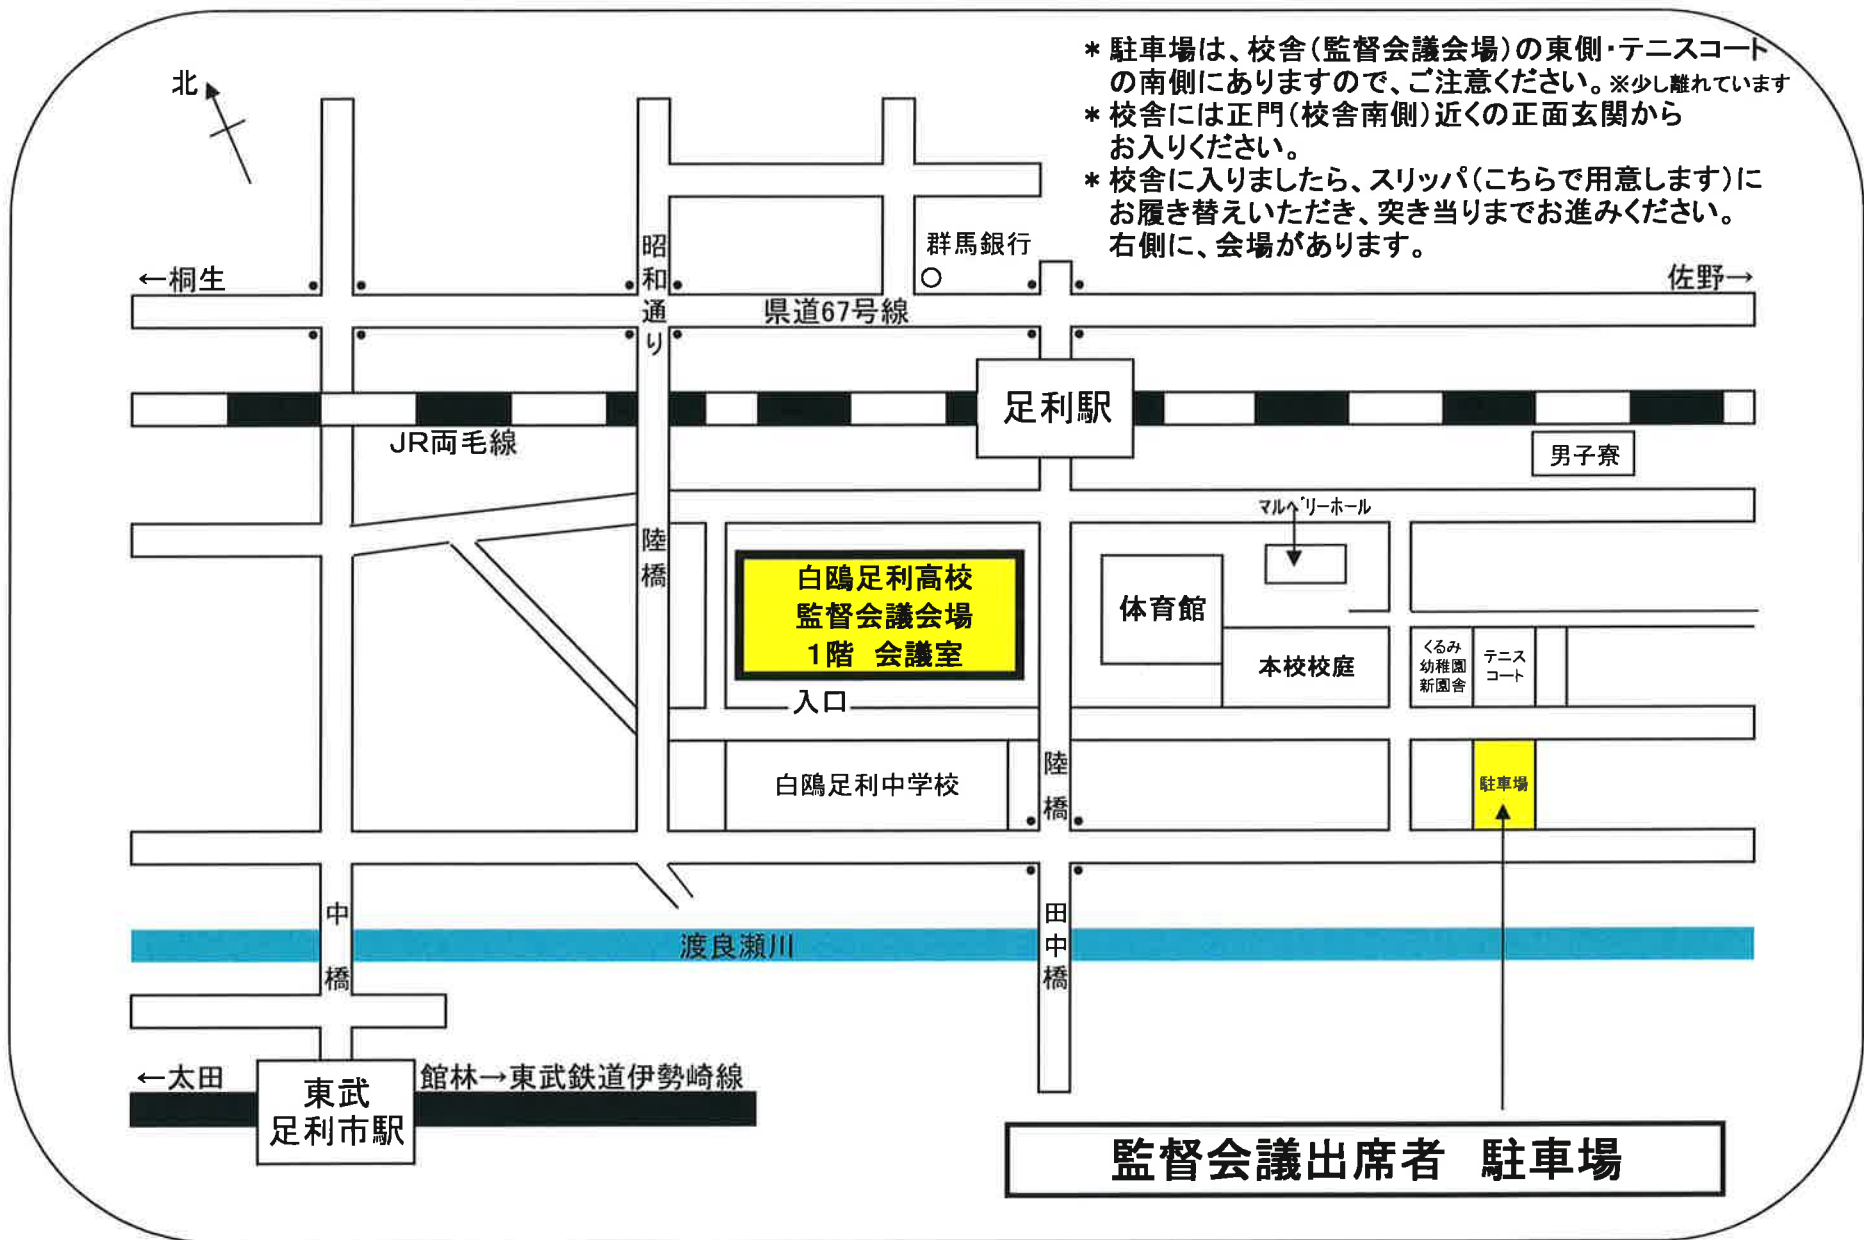 ＊駐車場は、校舎(監督会議会場)の東側・テニスコート
の南側にありますので、ご注意ください。※少し離れています
＊校舎には正門(校舎南側)近くの正面玄関から
お入りください。
＊校舎に入りましたら、スリッパ(こちらで用意します)に
お履き替えいただき、突き当りまでお進みください。
右側に、会場があります。
北
昭和通り
群馬銀行
←桐生
佐野→
県道67号線
足利駅
JR両毛線
男子寮
マルベリーホール
陸橋
白鷗足利高校
監督会議会場
1階 会議室
体育館
本校校庭
くるみ
幼稚園
新園舎
テニス
コート
入口
白鷗足利中学校
陸橋
駐車場
中橋
田中橋
渡良瀬川
←太田
館林→東武鉄道伊勢崎線
東武
足利市駅
監督会議出席者 駐車場